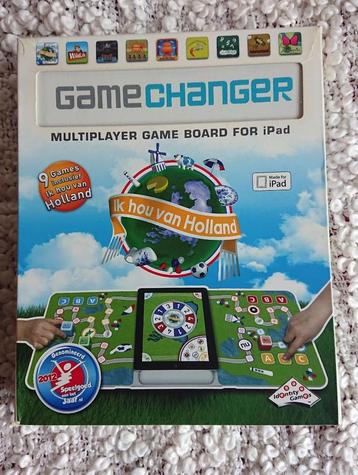 GAMECHANGER
MULTIPLAYER GAME BOARD FOR iPad
9 Games
inclusief
Ik hou van
Holland
Made for
iPad
Ik hou van Holland
Genomineerd
2012
Speelgoed
van het
Jaar
A B C
Identity
Games